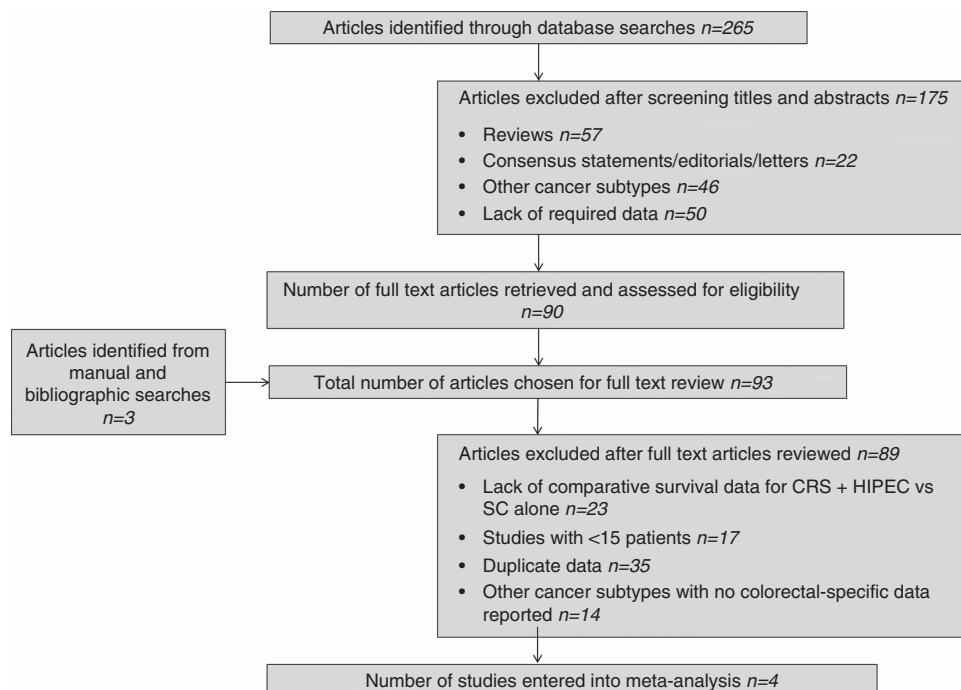 Articles identified through database searches n=265
Articles excluded after screening titles and abstracts n=175
• Reviews n=57
• Consensus statements/editorials/letters n=22
• Other cancer subtypes n=46
• Lack of required data n=50
Number of full text articles retrieved and assessed for eligibility
n=90
Articles identified from
manual and
bibliographic searches
n=3
Total number of articles chosen for full text review n=93
Articles excluded after full text articles reviewed n=89
• Lack of comparative survival data for CRS + HIPEC vs
SC alone n=23
• Studies with <15 patients n=17
• Duplicate data n=35
• Other cancer subtypes with no colorectal-specific data
reported n=14
Number of studies entered into meta-analysis n=4